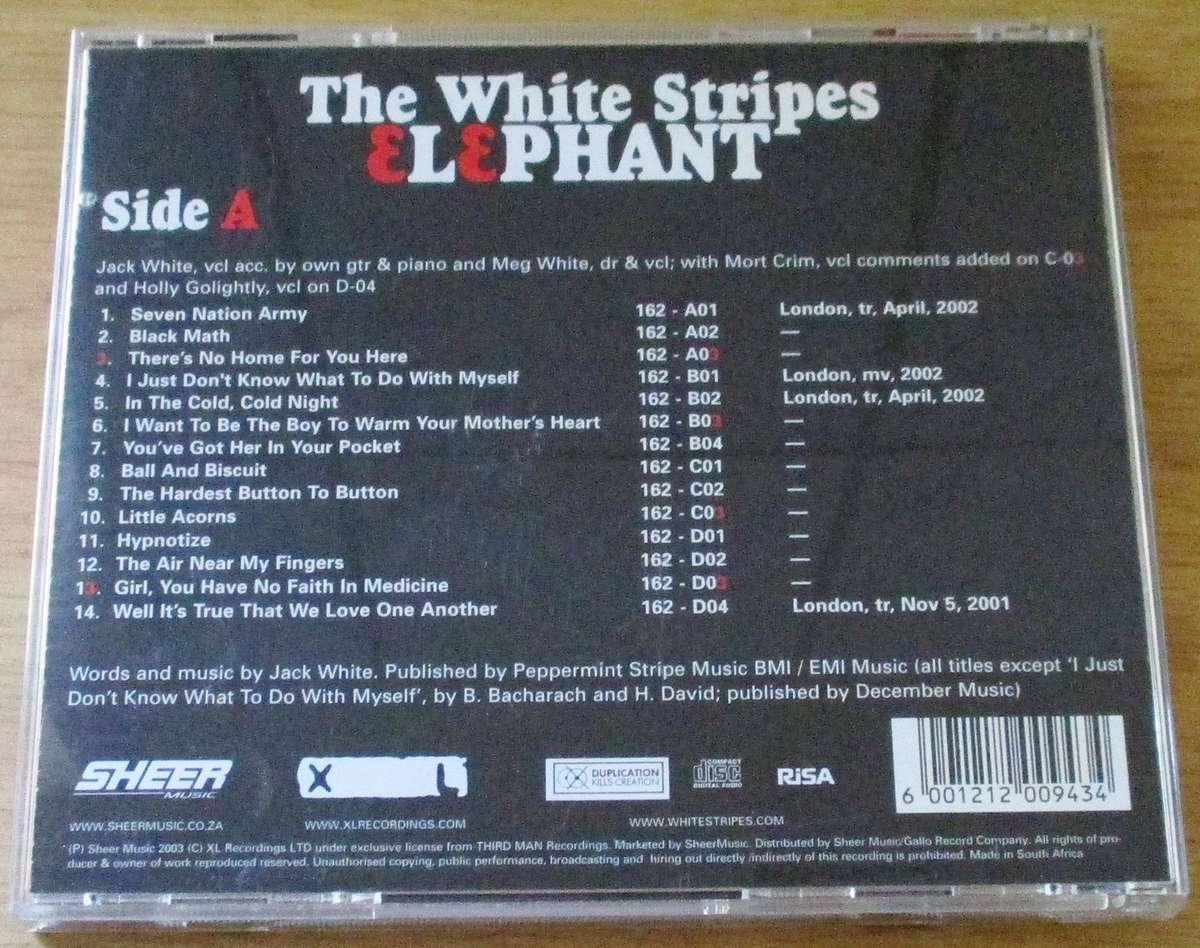 The White Stripes
ƐLƐPHANT
Side A
Jack White, vcl acc. by own gtr & piano and Meg White, dr & vcl; with Mort Crim, vcl comments added on C-03
and Holly Golightly, vcl on D-04
1. Seven Nation Army 162 - A01 London, tr, April, 2002
2. Black Math 162 - A02 —
3. There's No Home For You Here 162 - A03 —
4. I Just Don't Know What To Do With Myself 162 - B01 London, mv, 2002
5. In The Cold, Cold Night 162 - B02 London, tr, April, 2002
6. I Want To Be The Boy To Warm Your Mother's Heart 162 - B03 —
7. You've Got Her In Your Pocket 162 - B04 —
8. Ball And Biscuit 162 - C01 —
9. The Hardest Button To Button 162 - C02 —
10. Little Acorns 162 - C03 —
11. Hypnotize 162 - D01 —
12. The Air Near My Fingers 162 - D02 —
13. Girl, You Have No Faith In Medicine 162 - D03 —
14. Well It's True That We Love One Another 162 - D04 London, tr, Nov 5, 2001
Words and music by Jack White. Published by Peppermint Stripe Music BMI / EMI Music (all titles except 'I Just
Don't Know What To Do With Myself', by B. Bacharach and H. David; published by December Music)
SHEER
MUSIC
X L
DUPLICATION
KILLS CREATION
COMPACT
disc
DIGITAL AUDIO
RiSA
6 001212 009434
WWW.SHEERMUSIC.CO.ZA WWW.XLRECORDINGS.COM WWW.WHITESTRIPES.COM
(P) Sheer Music 2003 (C) XL Recordings LTD under exclusive license from THIRD MAN Recordings. Marketed by SheerMusic. Distributed by Sheer Music/Gallo Record Company. All rights of pro-
ducer & owner of work reproduced reserved. Unauthorised copying, public performance, broadcasting and hiring out directly /indirectly of this recording is prohibited. Made in South Africa